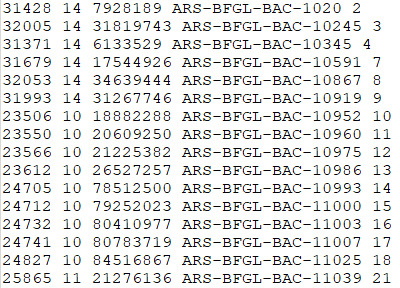 31428 14 7928189 ARS-BFGL-BAC-1020 2
32005 14 31819743 ARS-BFGL-BAC-10245 3
31371 14 6133529 ARS-BFGL-BAC-10345 4
31679 14 17544926 ARS-BFGL-BAC-10591 7
32053 14 34639444 ARS-BFGL-BAC-10867 8
31993 14 31267746 ARS-BFGL-BAC-10919 9
23506 10 18882288 ARS-BFGL-BAC-10952 10
23550 10 20609250 ARS-BFGL-BAC-10960 11
23566 10 21225382 ARS-BFGL-BAC-10975 12
23612 10 26527257 ARS-BFGL-BAC-10986 13
24705 10 78512500 ARS-BFGL-BAC-10993 14
24712 10 79252023 ARS-BFGL-BAC-11000 15
24732 10 80410977 ARS-BFGL-BAC-11003 16
24741 10 80783719 ARS-BFGL-BAC-11007 17
24827 10 84516867 ARS-BFGL-BAC-11025 18
25865 11 21276136 ARS-BFGL-BAC-11039 21